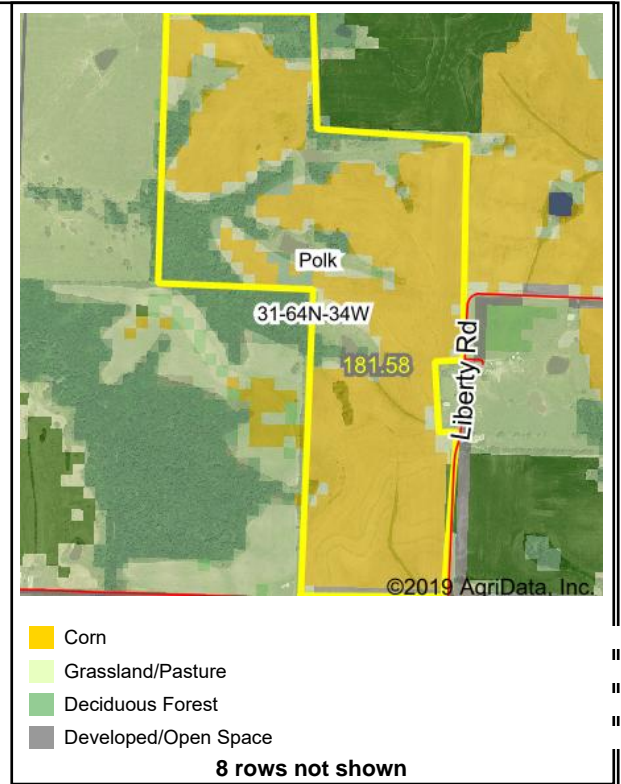 Polk
31-64N-34W
181.58
Liberty Rd
©2019 AgriData, Inc.
Corn
Grassland/Pasture
Deciduous Forest
Developed/Open Space
8 rows not shown